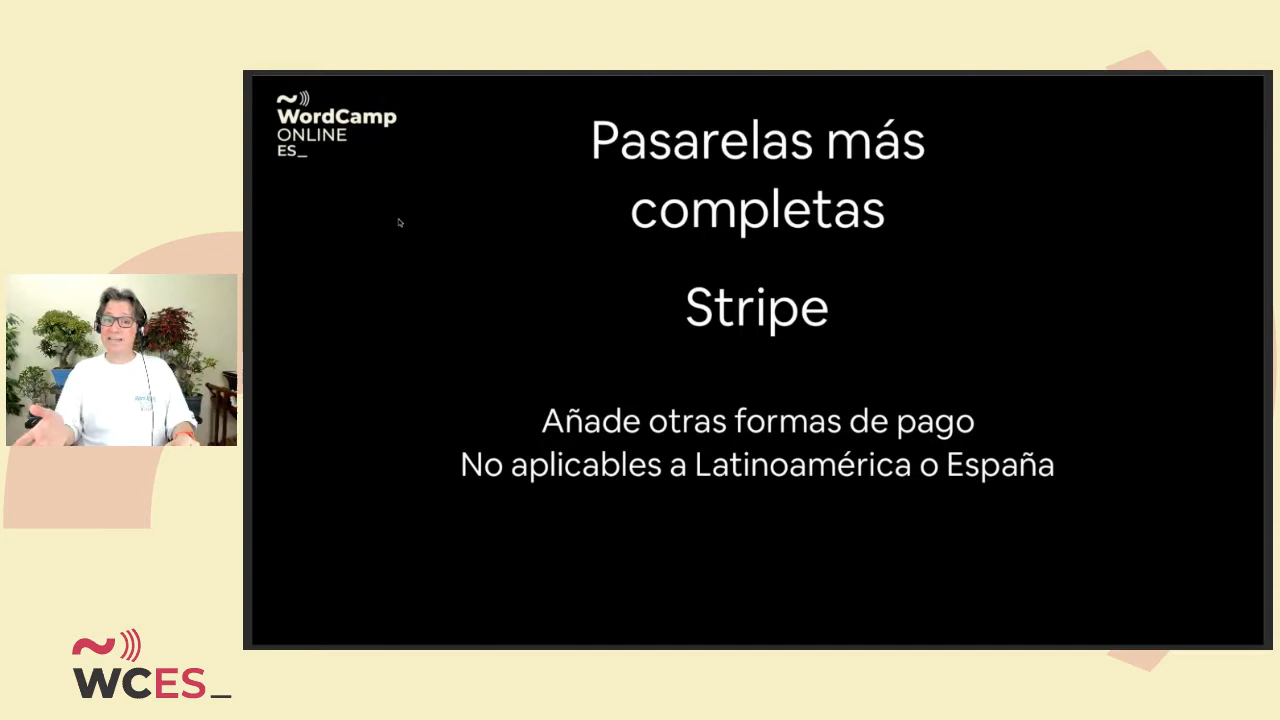 WordCamp
ONLINE
ES_
Pasarelas más
completas
Stripe
Añade otras formas de pago
No aplicables a Latinoamérica o España
WCES_